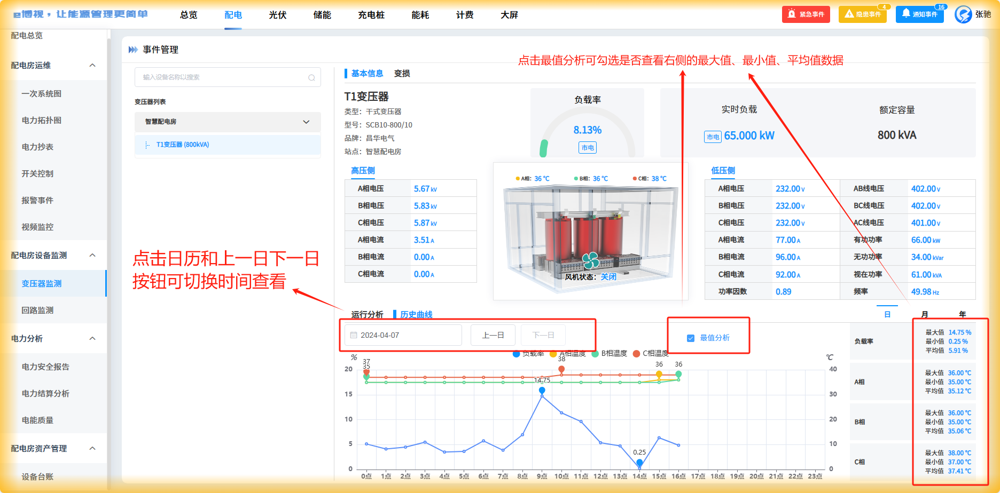 e博视，让能源管理更简单
总览 配电 光伏 储能 充电桩 能耗 计费 大屏
紧急事件
隐患事件 4
通知事件 16
张驰
配电总览
配电房运维
一次系统图
电力拓扑图
电力抄表
开关控制
报警事件
视频监控
配电房设备监测
变压器监测
回路监测
电力分析
电力安全报告
电力结算分析
电能质量
配电房资产管理
设备台账
事件管理
点击最值分析可勾选是否查看右侧的最大值、最小值、平均值数据
输入设备名称以搜索
变压器列表
智慧配电房
T1变压器 (800kVA)
点击日历和上一日下一日
按钮可切换时间查看
基本信息 变损
T1变压器
类型：干式变压器
型号：SCB10-800/10
品牌：昌华电气
站点：智慧配电房
负载率
8.13%
市电
实时负载
市电 65.000 kW
额定容量
800 kVA
高压侧
A相电压 5.67 kV
B相电压 5.83 kV
C相电压 5.87 kV
A相电流 3.51 A
B相电流 0.00 A
C相电流 0.00 A
A相：36 ℃ B相：36 ℃ C相：38 ℃
风机状态：关闭
低压侧
A相电压 232.00 V AB线电压 402.00 V
B相电压 232.00 V BC线电压 402.00 V
C相电压 232.00 V AC线电压 401.00 V
A相电流 77.00 A 有功功率 66.00 kW
B相电流 96.00 A 无功功率 34.00 kVar
C相电流 92.00 A 视在功率 61.00 kVA
功率因数 0.89 频率 49.98 Hz
运行分析 历史曲线
日 月 年
2024-04-07 上一日 下一日
最值分析
负载率 A相温度 B相温度 C相温度
% ℃
37
35
38
36 36
14.75
0.25
20 40
15 30
10 20
5 10
0 0
0点 1点 2点 3点 4点 5点 6点 7点 8点 9点 10点 11点 12点 13点 14点 15点 16点 17点 18点 19点 20点 21点 22点 23点
负载率
最大值 14.75 %
最小值 0.25 %
平均值 5.91 %
A相
最大值 36.00 ℃
最小值 35.00 ℃
平均值 35.12 ℃
B相
最大值 36.00 ℃
最小值 35.00 ℃
平均值 35.06 ℃
C相
最大值 38.00 ℃
最小值 37.00 ℃
平均值 37.41 ℃